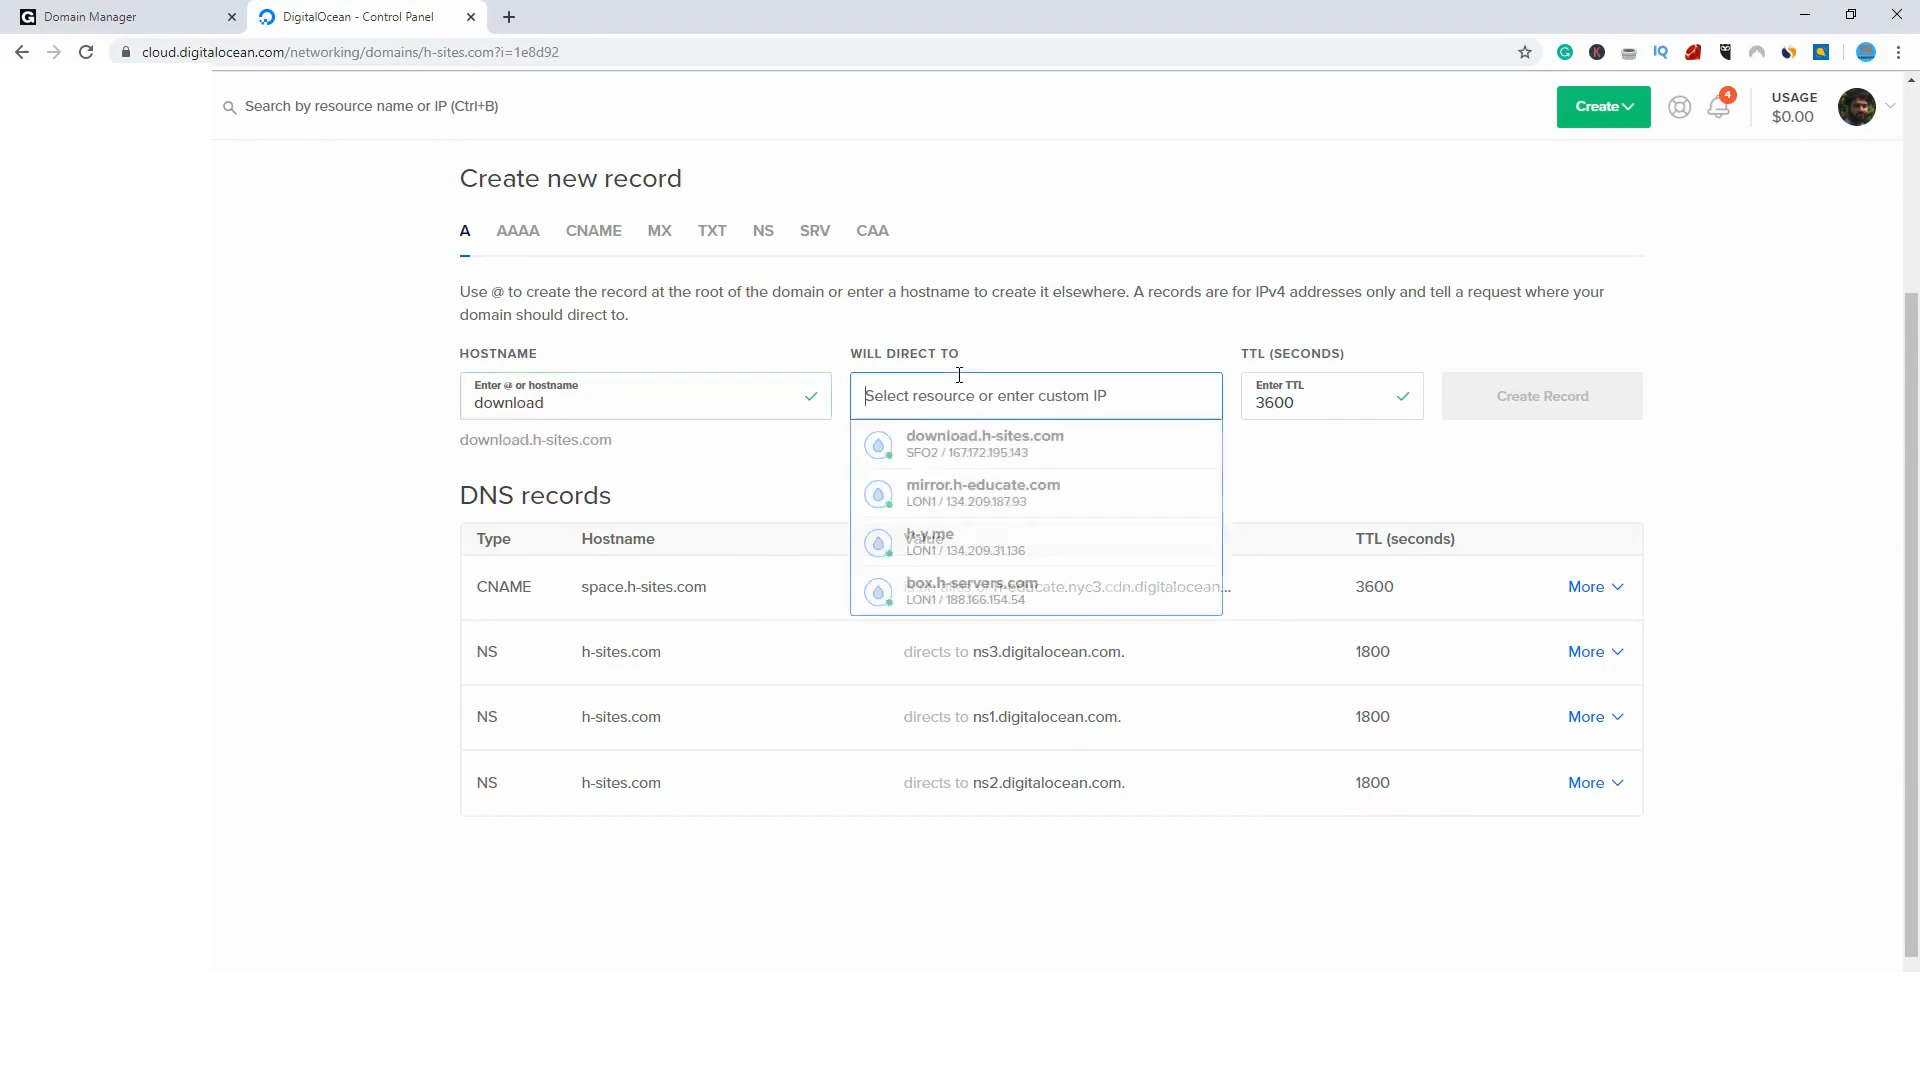 Domain Manager
DigitalOcean - Control Panel
cloud.digitalocean.com/networking/domains/h-sites.com?i=1e8d92
Search by resource name or IP (Ctrl+B)
Create
4
USAGE
$0.00
Create new record
A AAAA CNAME MX TXT NS SRV CAA
Use @ to create the record at the root of the domain or enter a hostname to create it elsewhere. A records are for IPv4 addresses only and tell a request where your
domain should direct to.
HOSTNAME WILL DIRECT TO TTL (SECONDS)
Enter @ or hostname
download
Select resource or enter custom IP
Enter TTL
3600
Create Record
download.h-sites.com
download.h-sites.com
SFO2 / 167.172.195.143
mirror.h-educate.com
LON1 / 134.209.187.93
h-y.me
LON1 / 134.209.31.136
box.h-servers.com
LON1 / 188.166.154.54
DNS records
Type Hostname Value TTL (seconds)
CNAME space.h-sites.com is an alias of h-educate.nyc3.cdn.digitalocean... 3600 More
NS h-sites.com directs to ns3.digitalocean.com. 1800 More
NS h-sites.com directs to ns1.digitalocean.com. 1800 More
NS h-sites.com directs to ns2.digitalocean.com. 1800 More